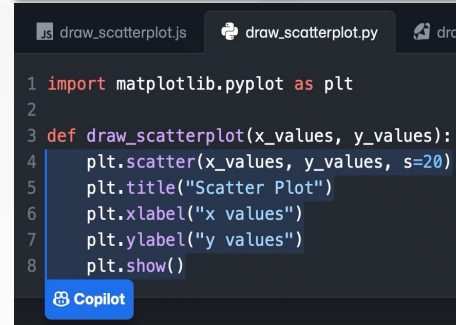 JS draw_scatterplot.js draw_scatterplot.py
1 import matplotlib.pyplot as plt
2
3 def draw_scatterplot(x_values, y_values):
4     plt.scatter(x_values, y_values, s=20)
5     plt.title("Scatter Plot")
6     plt.xlabel("x values")
7     plt.ylabel("y values")
8     plt.show()
Copilot